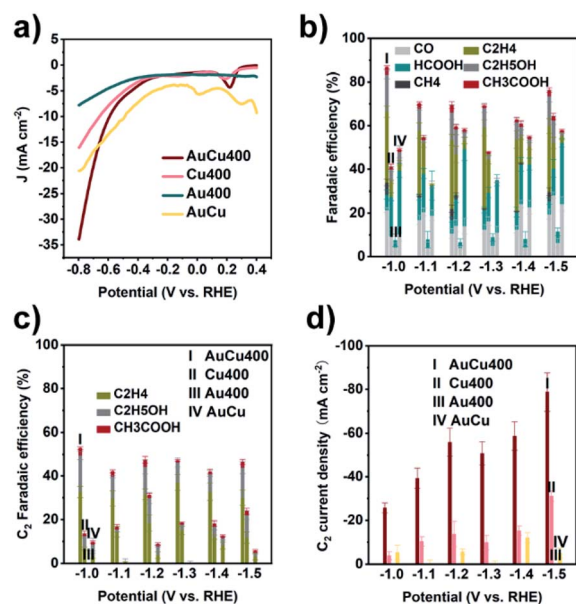 a)
J (mA cm⁻²)
5
0
-5
-10
-15
-20
-25
-30
-35
AuCu400
Cu400
Au400
AuCu
-0.8 -0.6 -0.4 -0.2 0.0 0.2 0.4
Potential (V vs. RHE)
b)
Faradaic efficiency (%)
100
80
60
40
20
0
CO C2H4
HCOOH C2H5OH
CH4 CH3COOH
I
II
III
IV
-1.0 -1.1 -1.2 -1.3 -1.4 -1.5
Potential (V vs. RHE)
c)
C₂ Faradaic efficiency (%)
100
80
60
40
20
0
C2H4
C2H5OH
CH3COOH
I AuCu400
II Cu400
III Au400
IV AuCu
I
II
III
IV
-1.0 -1.1 -1.2 -1.3 -1.4 -1.5
Potential (V vs. RHE)
d)
C₂ current density (mA cm⁻²)
-100
-80
-60
-40
-20
0
I AuCu400
II Cu400
III Au400
IV AuCu
I
II
III
IV
-1.0 -1.1 -1.2 -1.3 -1.4 -1.5
Potential (V vs. RHE)